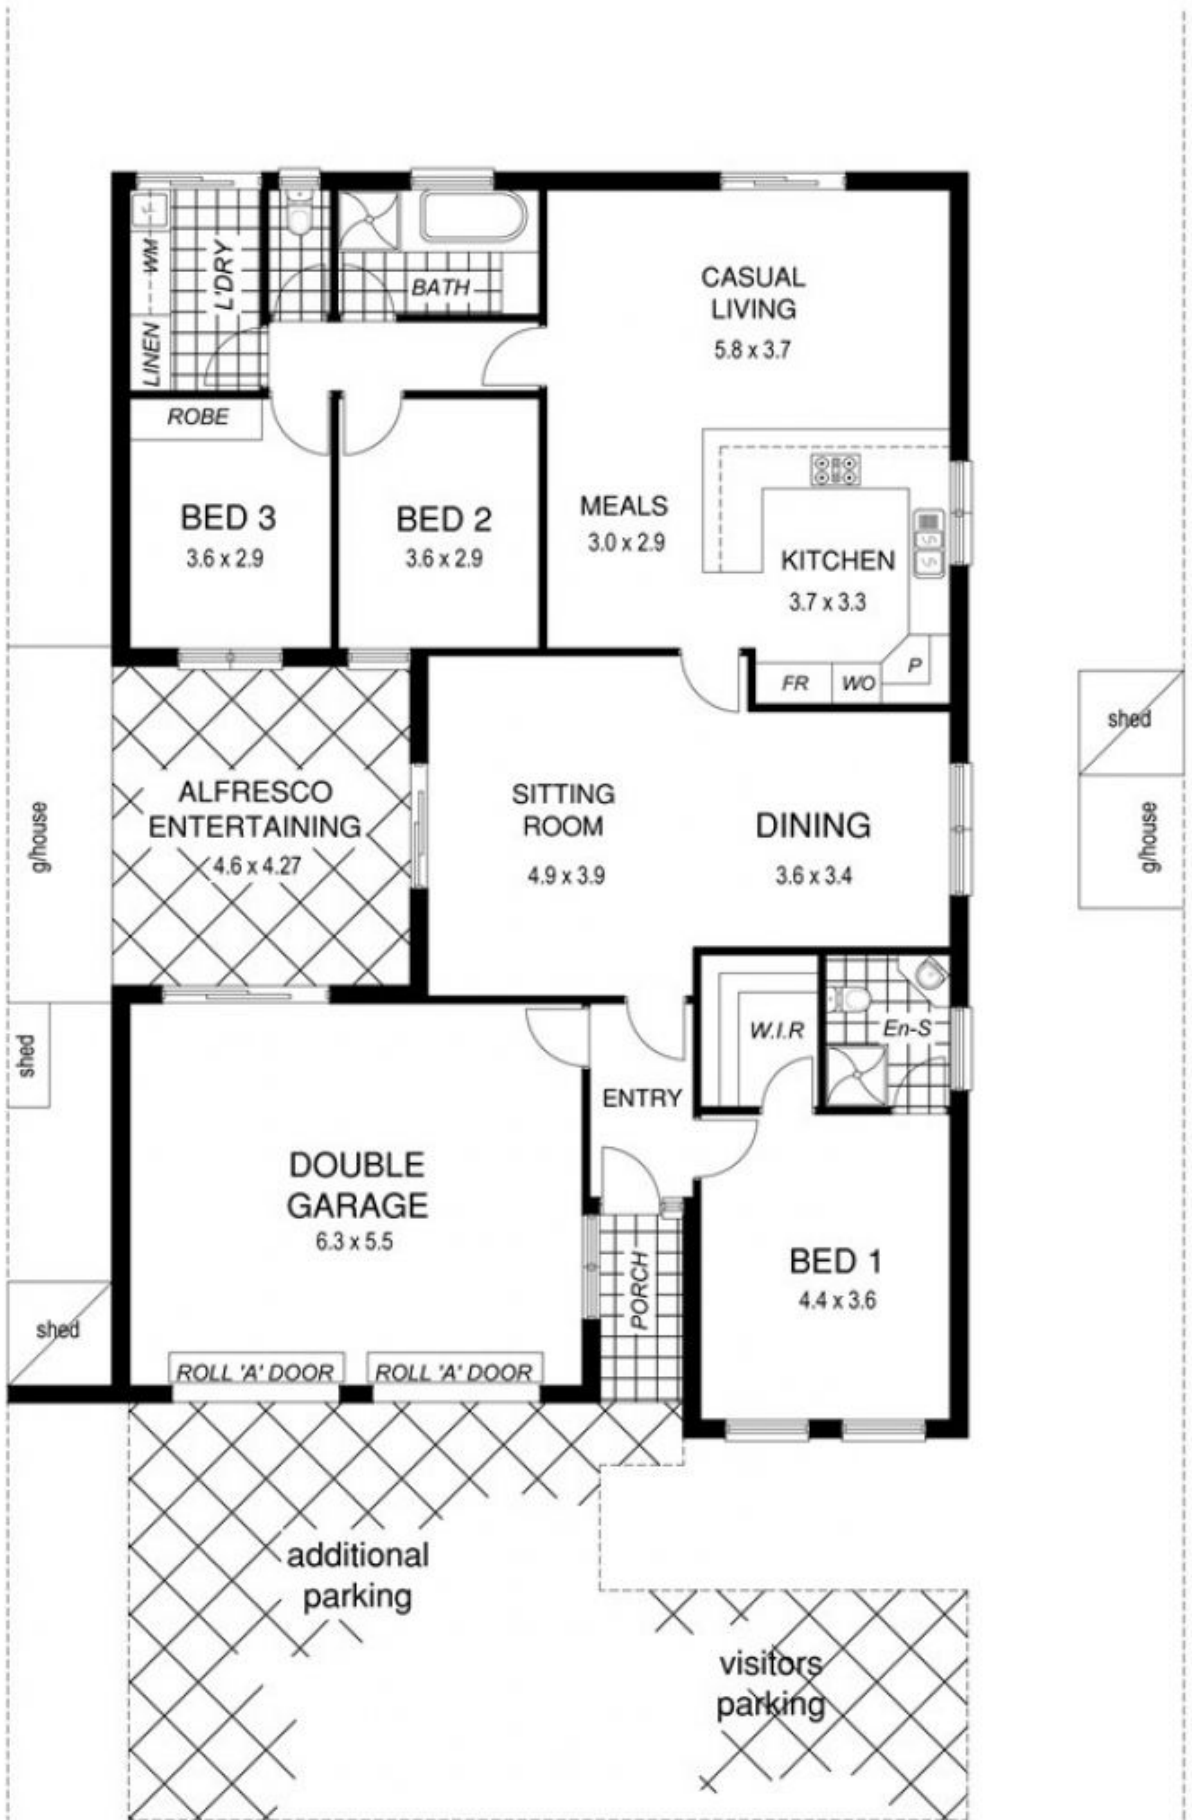 WM
L'DRY
LINEN
BATH
CASUAL
LIVING
5.8 x 3.7
ROBE
BED 3
3.6 x 2.9
BED 2
3.6 x 2.9
MEALS
3.0 x 2.9
KITCHEN
3.7 x 3.3
FR
WO
P
shed
g/house
g/house
ALFRESCO
ENTERTAINING
4.6 x 4.27
SITTING
ROOM
4.9 x 3.9
DINING
3.6 x 3.4
shed
W.I.R
En-S
ENTRY
DOUBLE
GARAGE
6.3 x 5.5
PORCH
BED 1
4.4 x 3.6
shed
ROLL 'A' DOOR
ROLL 'A' DOOR
additional
parking
visitors
parking